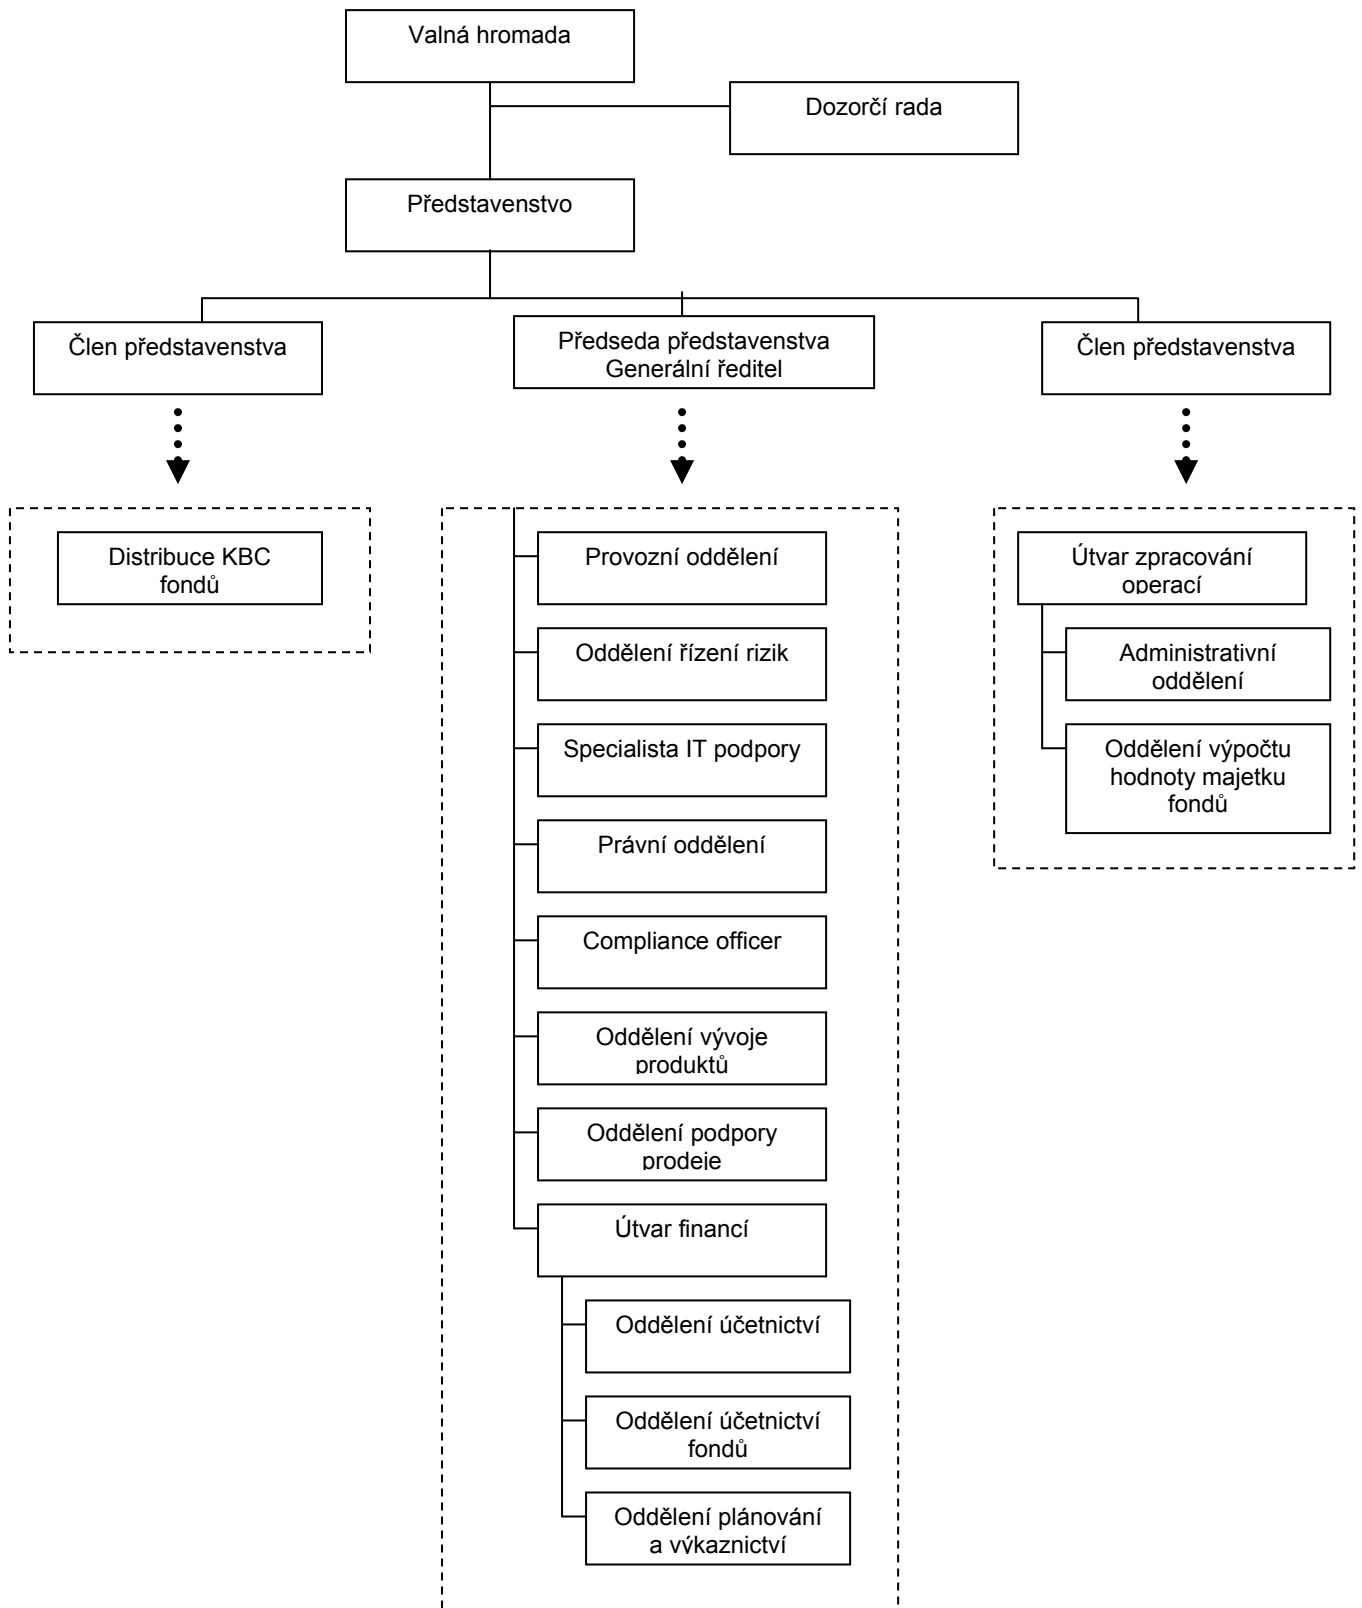 Valná hromada
Dozorčí rada
Představenstvo
Člen představenstva
Předseda představenstva
Generální ředitel
Člen představenstva
Distribuce KBC
fondů
Provozní oddělení
Oddělení řízení rizik
Specialista IT podpory
Právní oddělení
Compliance officer
Oddělení vývoje
produktů
Oddělení podpory
prodeje
Útvar financí
Oddělení účetnictví
Oddělení účetnictví
fondů
Oddělení plánování
a výkaznictví
Útvar zpracování
operací
Administrativní
oddělení
Oddělení výpočtu
hodnoty majetku
fondů